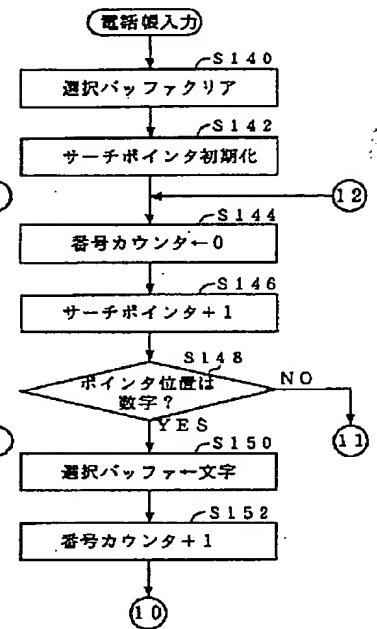 電話帳入力
S140
選択バッファクリア
S142
サーチポインタ初期化
12
S144
番号カウンタ←0
S146
サーチポインタ+1
S148
ポインタ位置は
数字?
NO
YES
11
S150
選択バッファ←文字
S152
番号カウンタ+1
10